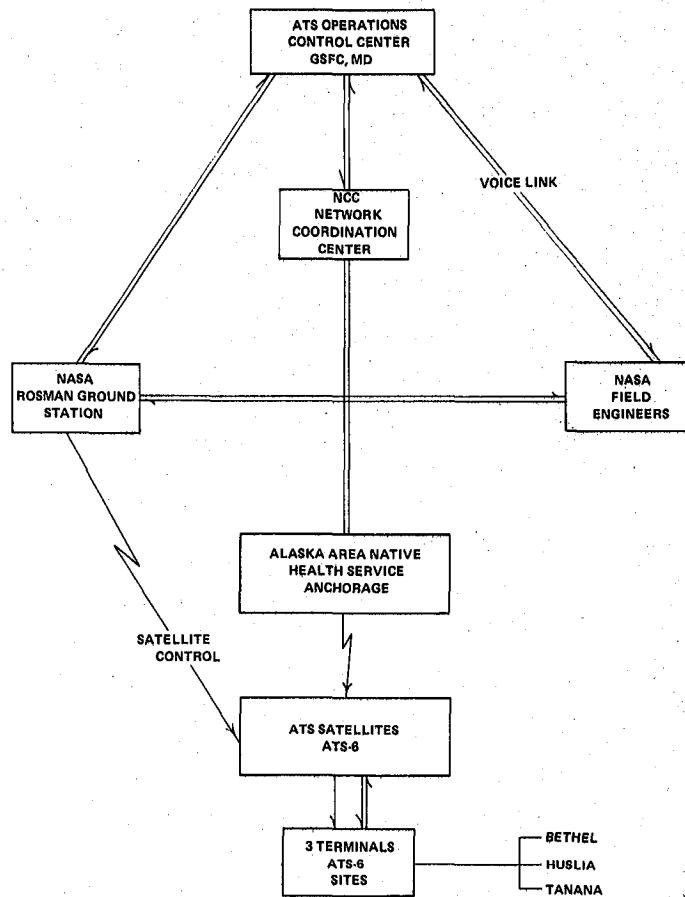 ATS OPERATIONS
CONTROL CENTER
GSFC, MD
VOICE LINK
NCC
NETWORK
COORDINATION
CENTER
NASA
ROSMAN GROUND
STATION
NASA
FIELD
ENGINEERS
ALASKA AREA NATIVE
HEALTH SERVICE
ANCHORAGE
SATELLITE
CONTROL
ATS SATELLITES
ATS-6
3 TERMINALS
ATS-6
SITES
BETHEL
HUSLIA
TANANA